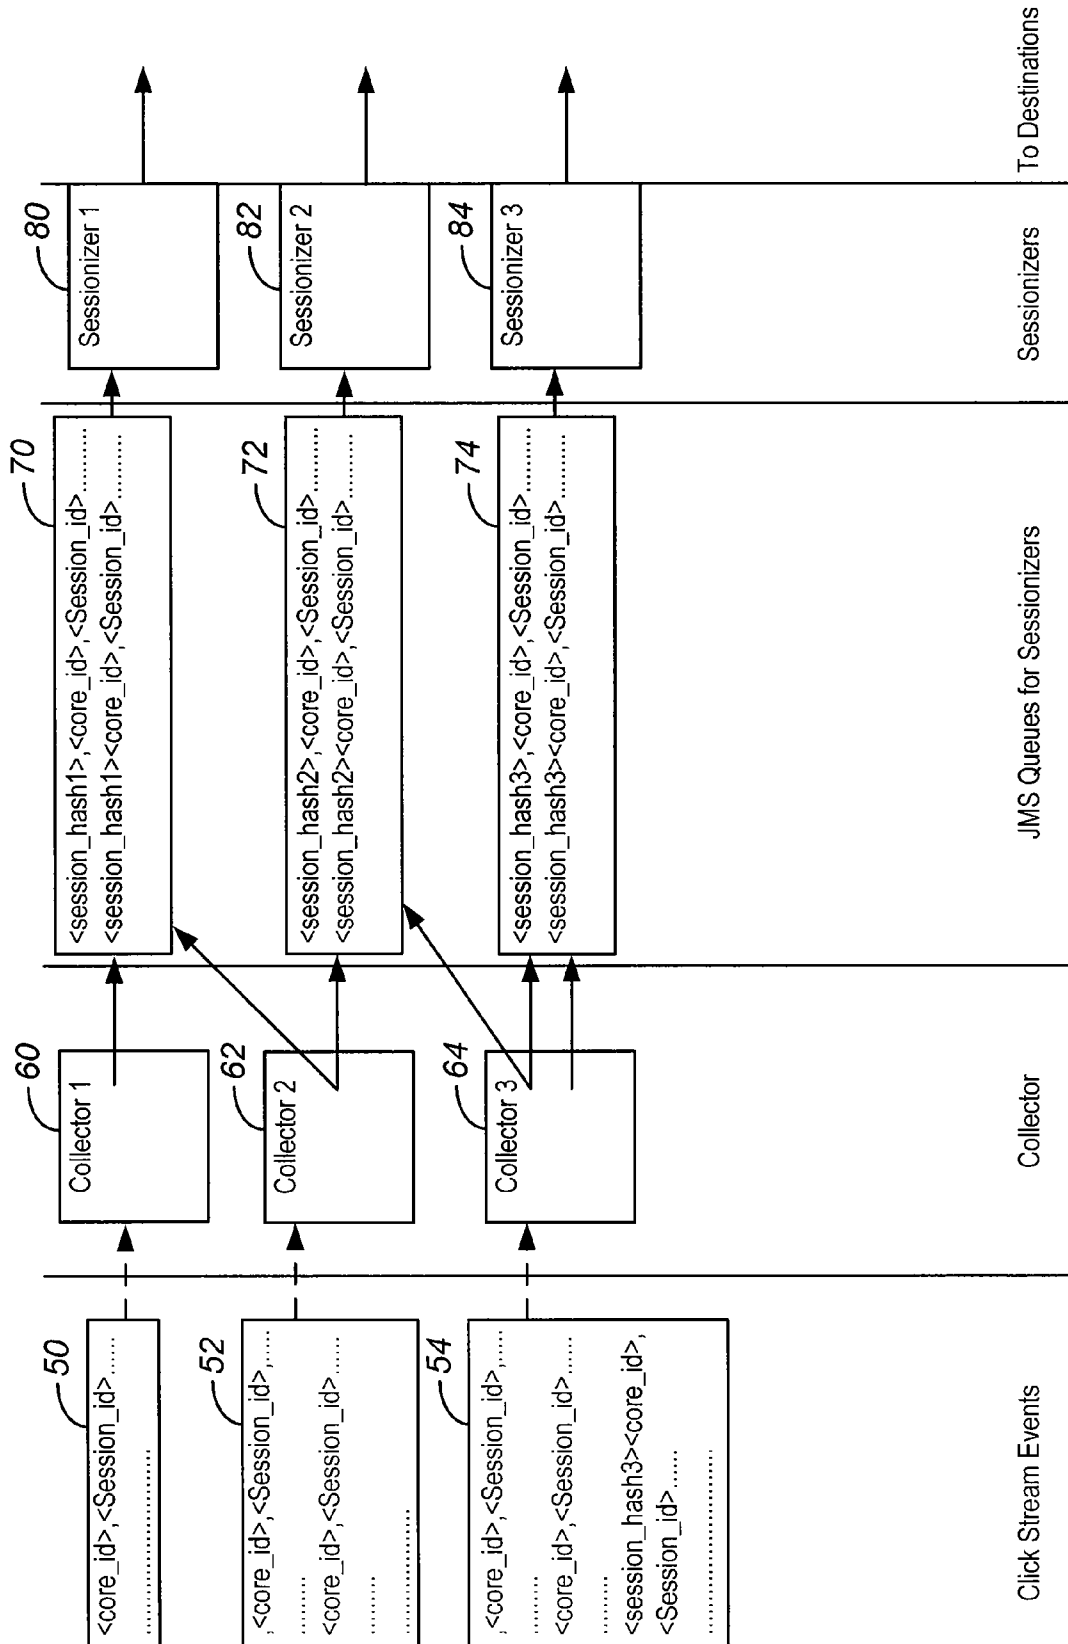 50
<core_id>,<Session_id>......
..............................
52
,<core_id>,<Session_id>,.....
.........
<core_id>,<Session_id>......
.........
.....................
54
,<core_id>,<Session_id>,.....
.........
<core_id>,<Session_id>......
.........
<session_hash3><core_id>,
<Session_id>......
.....................
Click Stream Events
60
Collector 1
62
Collector 2
64
Collector 3
Collector
70
<session_hash1>,<core_id>,<Session_id>..........
<session_hash1><core_id>,<Session_id>..........
72
<session_hash2>,<core_id>,<Session_id>..........
<session_hash2><core_id>,<Session_id>..........
74
<session_hash3>,<core_id>,<Session_id>..........
<session_hash3><core_id>,<Session_id>..........
JMS Queues for Sessionizers
80
Sessionizer 1
82
Sessionizer 2
84
Sessionizer 3
Sessionizers
To Destinations